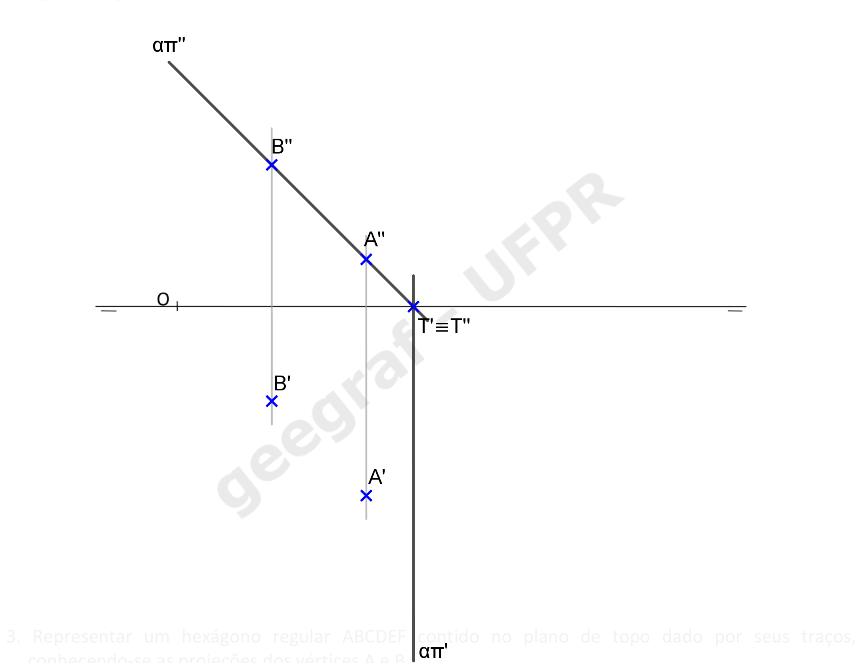 απ''
B''
A''
O
T'≡T''
B'
A'
geegraf - UFPR
3. Representar um hexágono regular ABCDEF contido no plano de topo dado por seus traços,
conhecendo-se as projeções dos vértices A e B
απ'